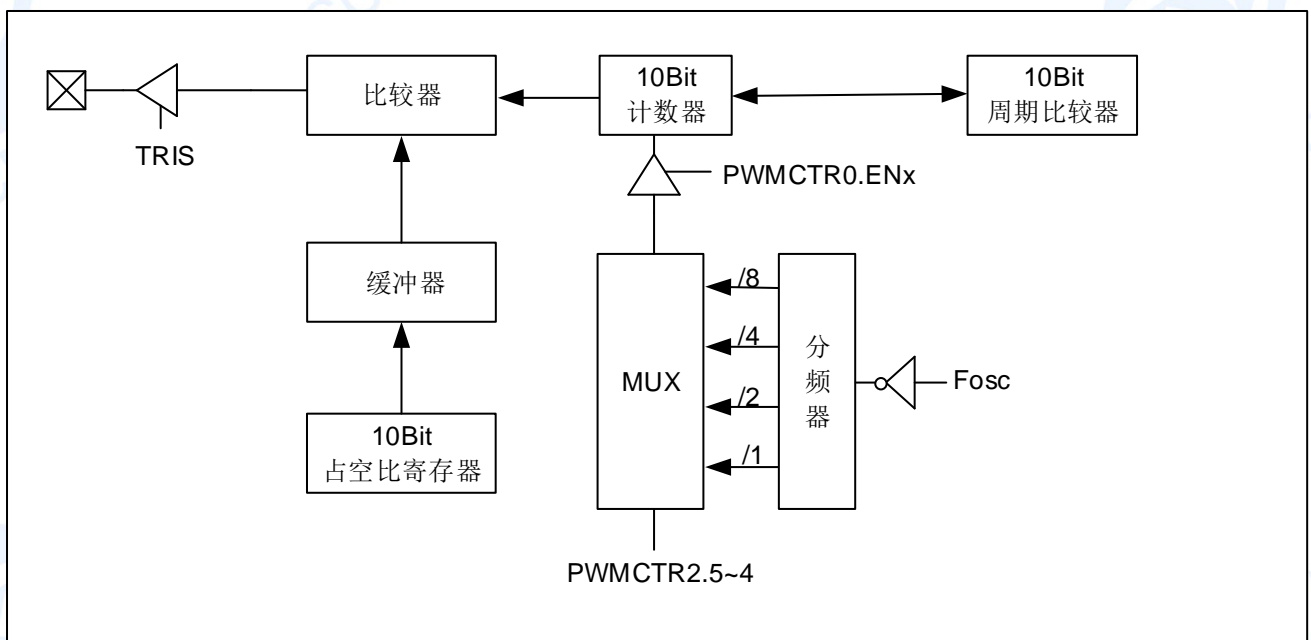 比较器
10Bit
计数器
10Bit
周期比较器
TRIS
PWMCTR0.ENx
缓冲器
/8
/4
/2
/1
MUX
分
频
器
Fosc
10Bit
占空比寄存器
PWMCTR2.5~4